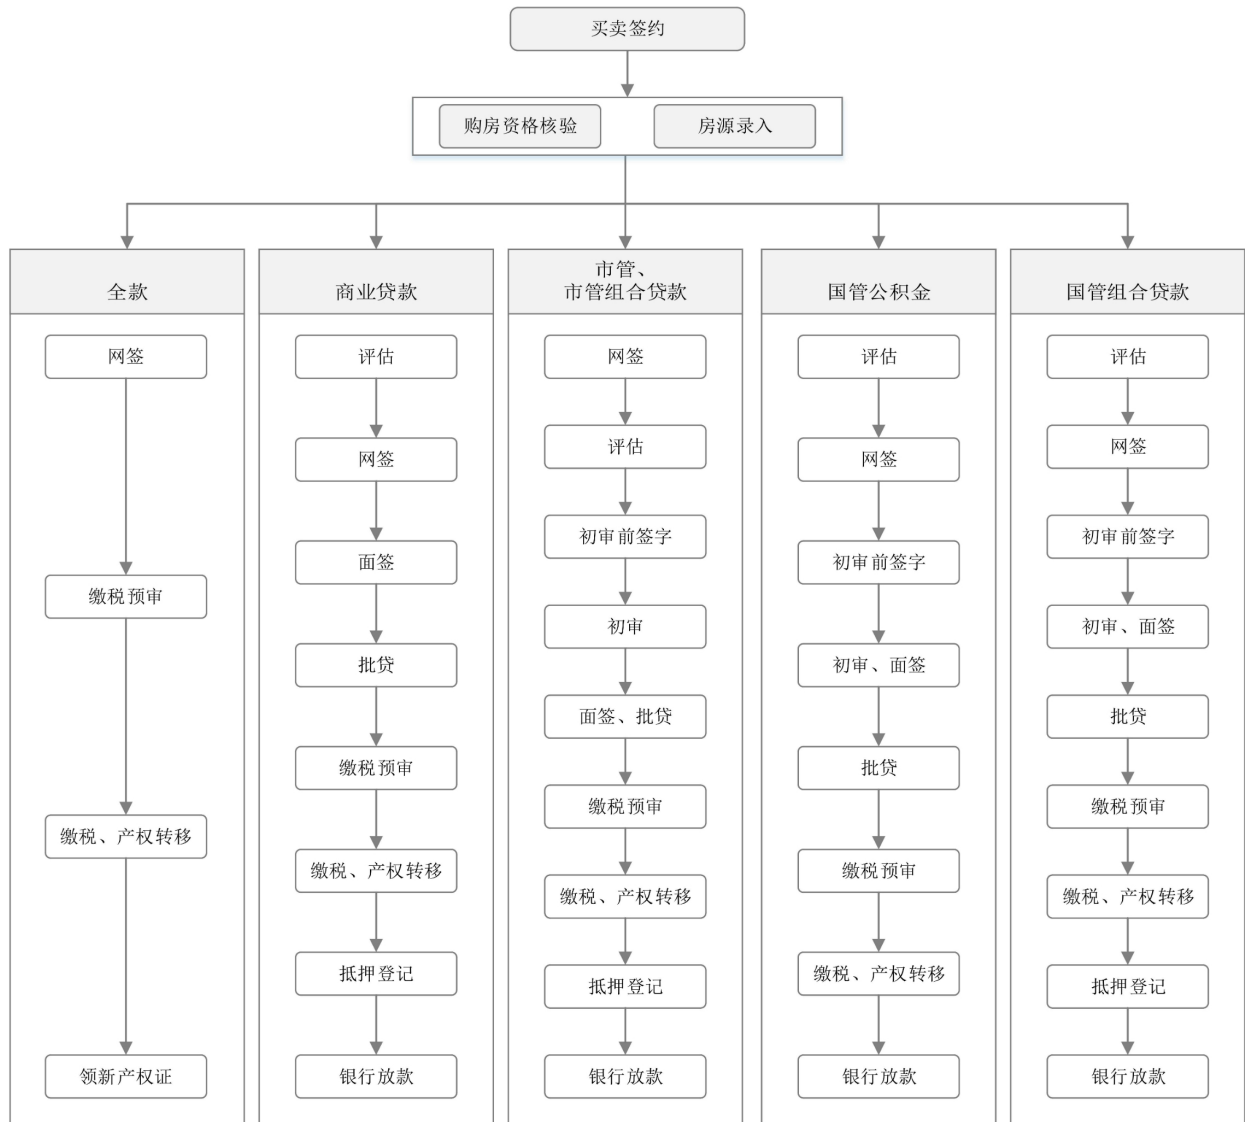 买卖签约
购房资格核验
房源录入
全款
网签
缴税预审
缴税、产权转移
领新产权证
商业贷款
评估
网签
面签
批贷
缴税预审
缴税、产权转移
抵押登记
银行放款
市管、
市管组合贷款
网签
评估
初审前签字
初审
面签、批贷
缴税预审
缴税、产权转移
抵押登记
银行放款
国管公积金
评估
网签
初审前签字
初审、面签
批贷
缴税预审
缴税、产权转移
银行放款
国管组合贷款
评估
网签
初审前签字
初审、面签
批贷
缴税预审
缴税、产权转移
抵押登记
银行放款